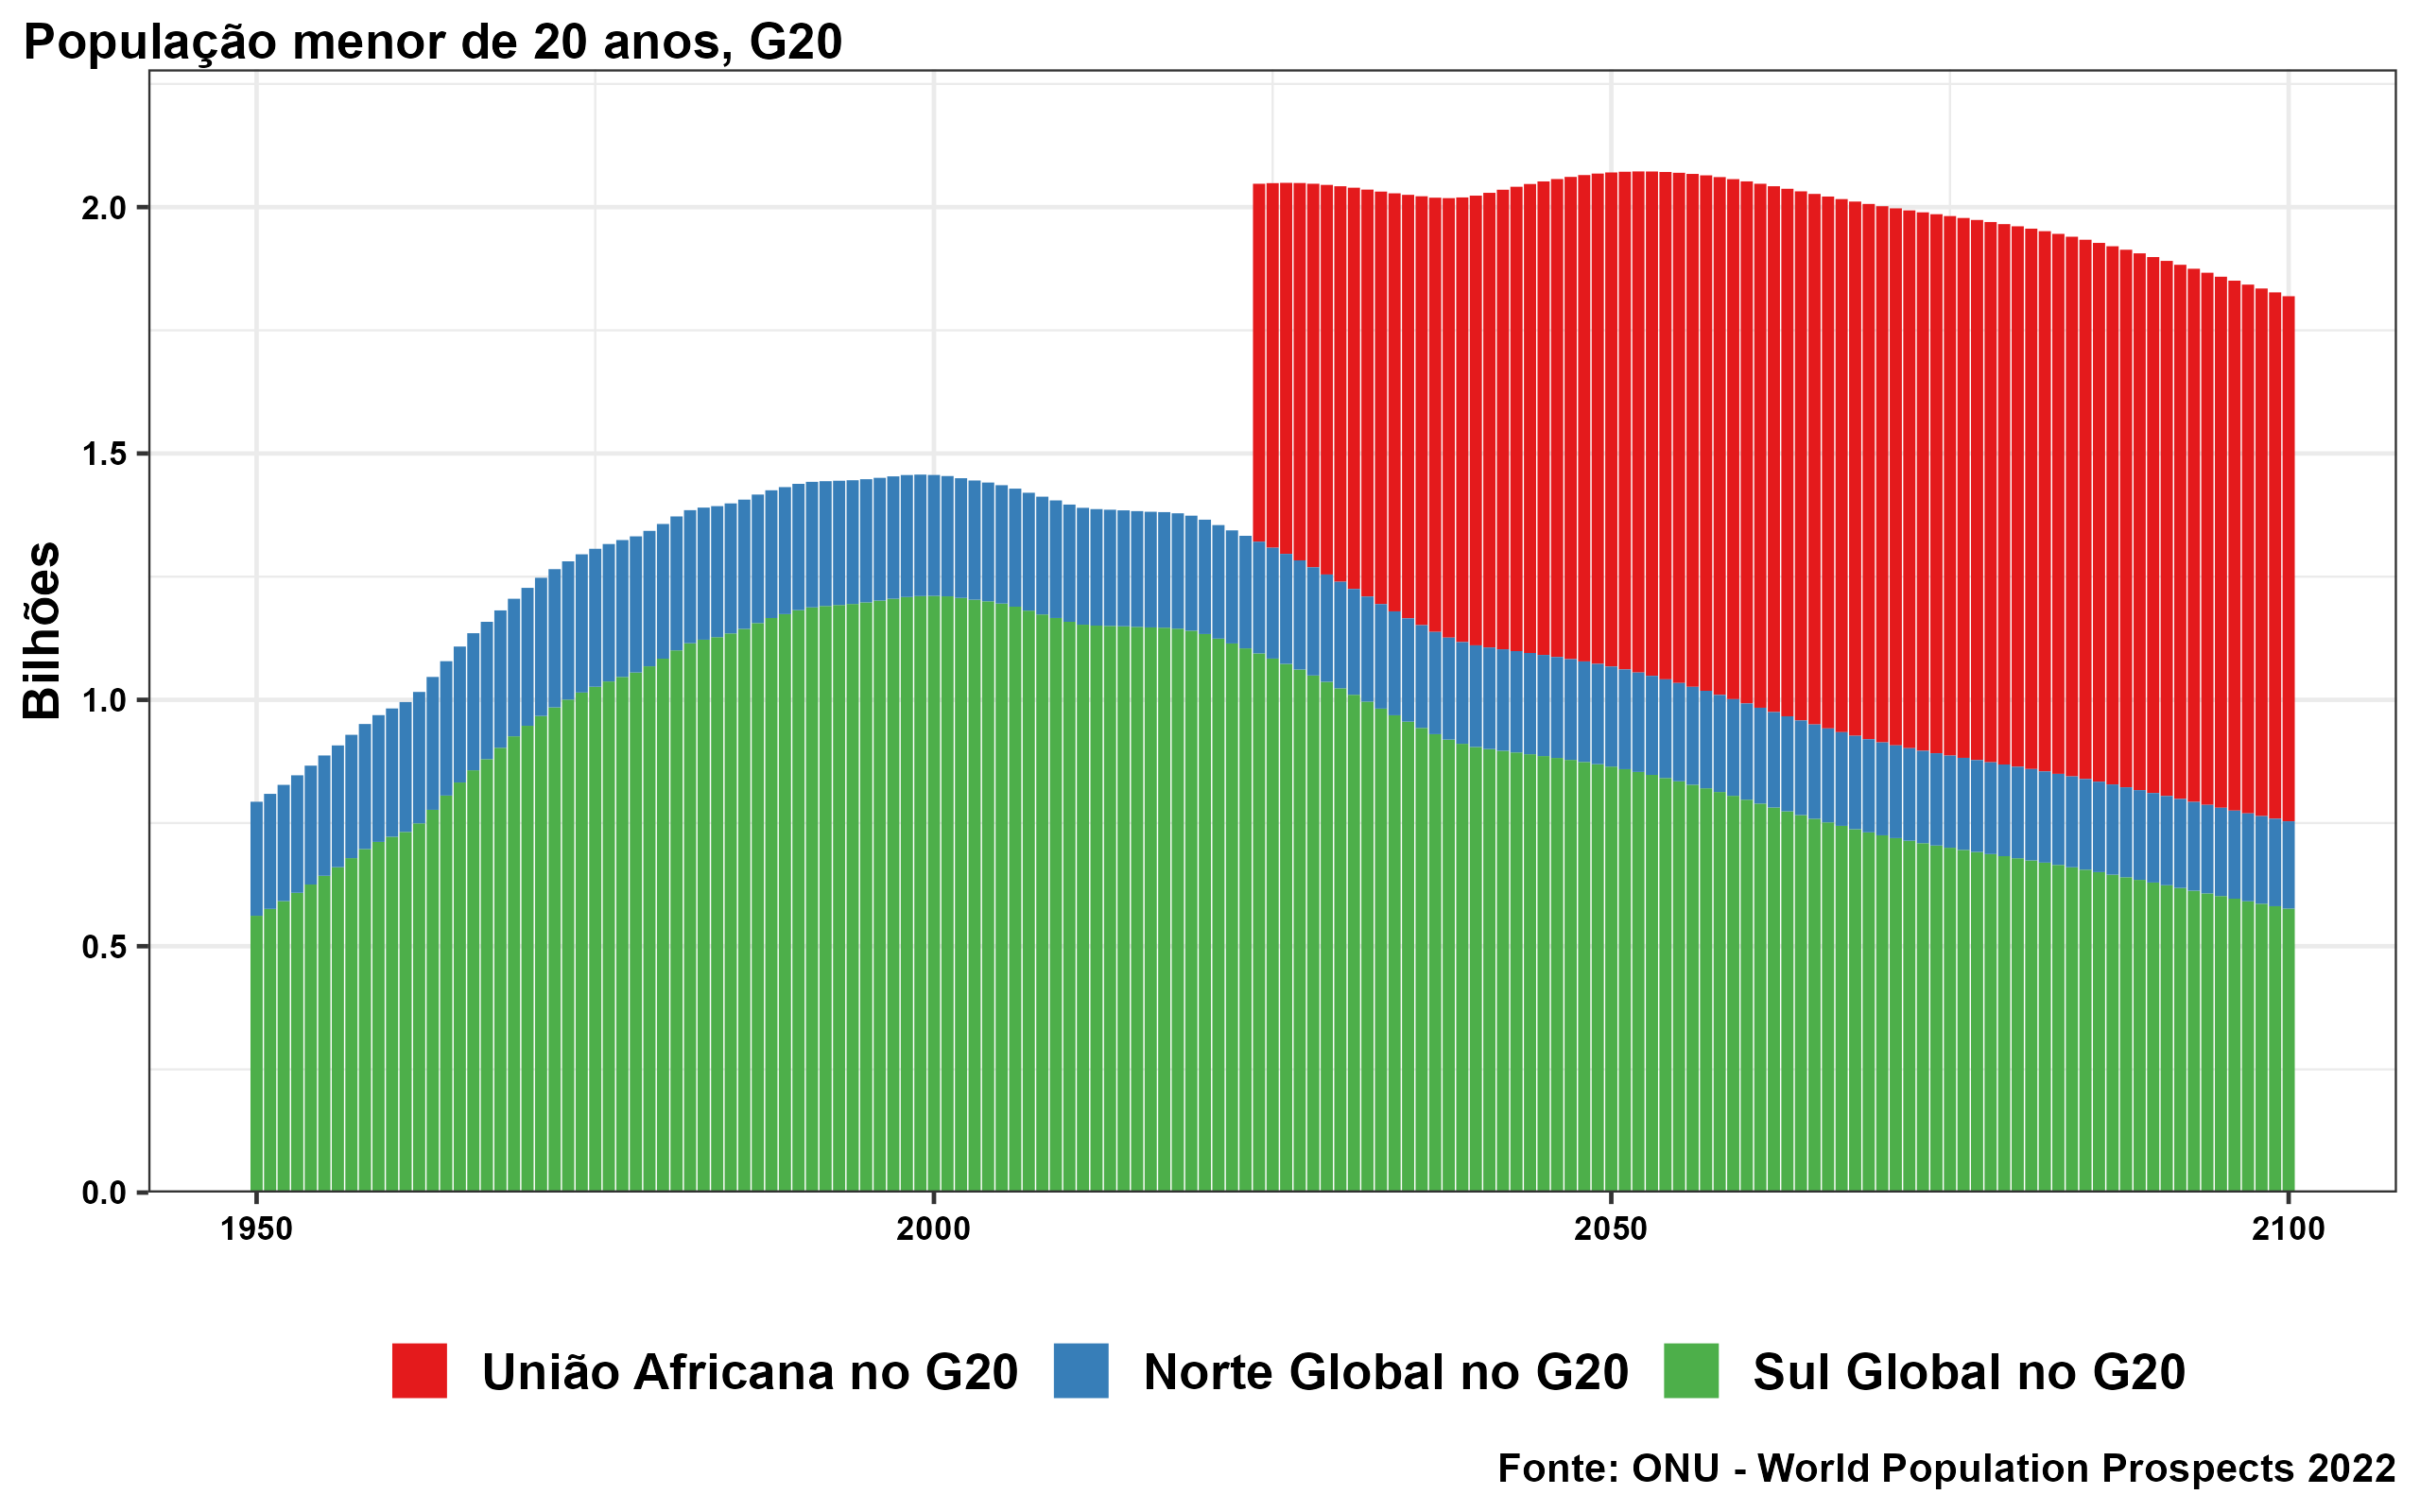 População menor de 20 anos, G20
Bilhões
2.0
1.5
1.0
0.5
0.0
1950 2000 2050 2100
União Africana no G20 Norte Global no G20 Sul Global no G20
Fonte: ONU - World Population Prospects 2022